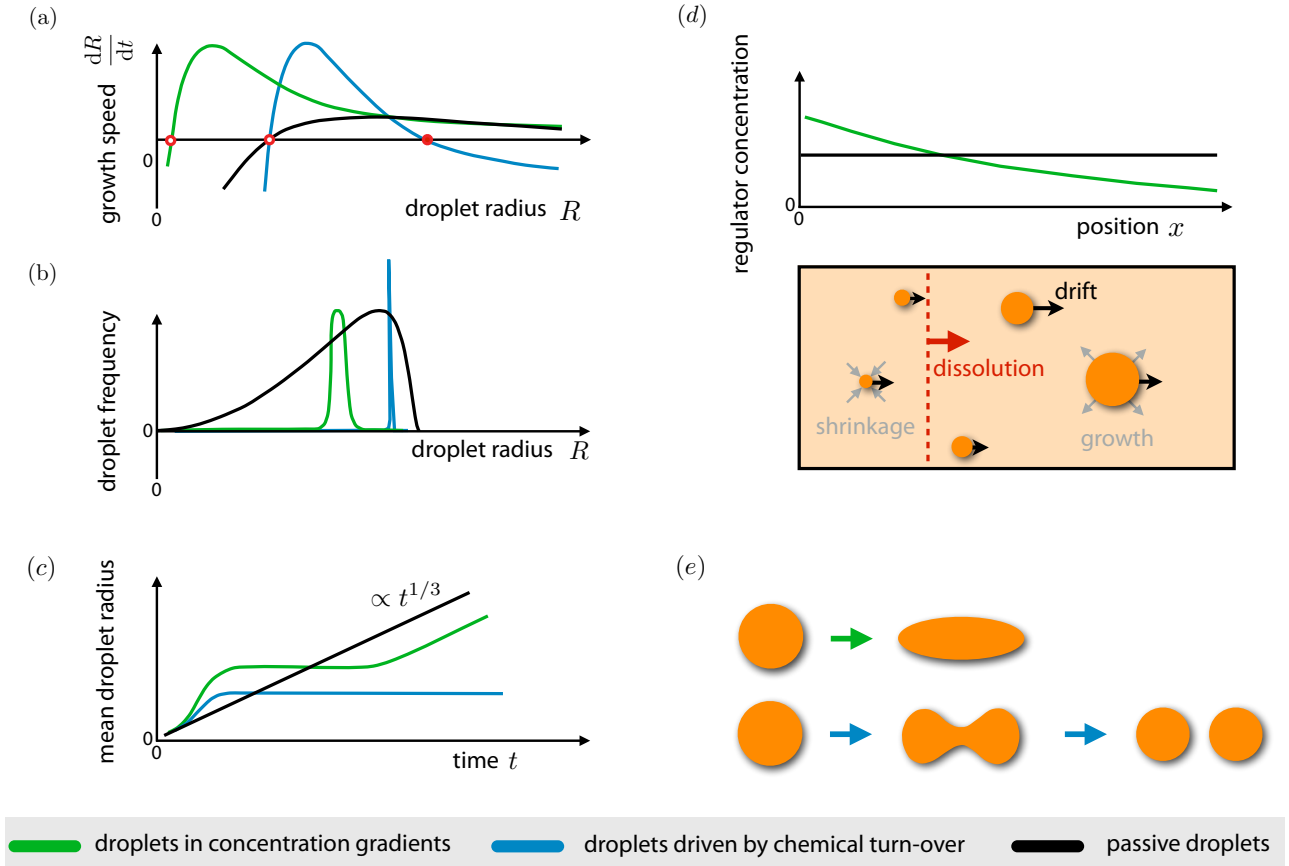 (a)
dR
dt
growth speed
0
0
droplet radius R
(b)
droplet frequency
0
0
droplet radius R
(c)
mean droplet radius
∝ t^{1/3}
0
time t
(d)
regulator concentration
0
0
position x
drift
dissolution
shrinkage
growth
(e)
droplets in concentration gradients
droplets driven by chemical turn-over
passive droplets